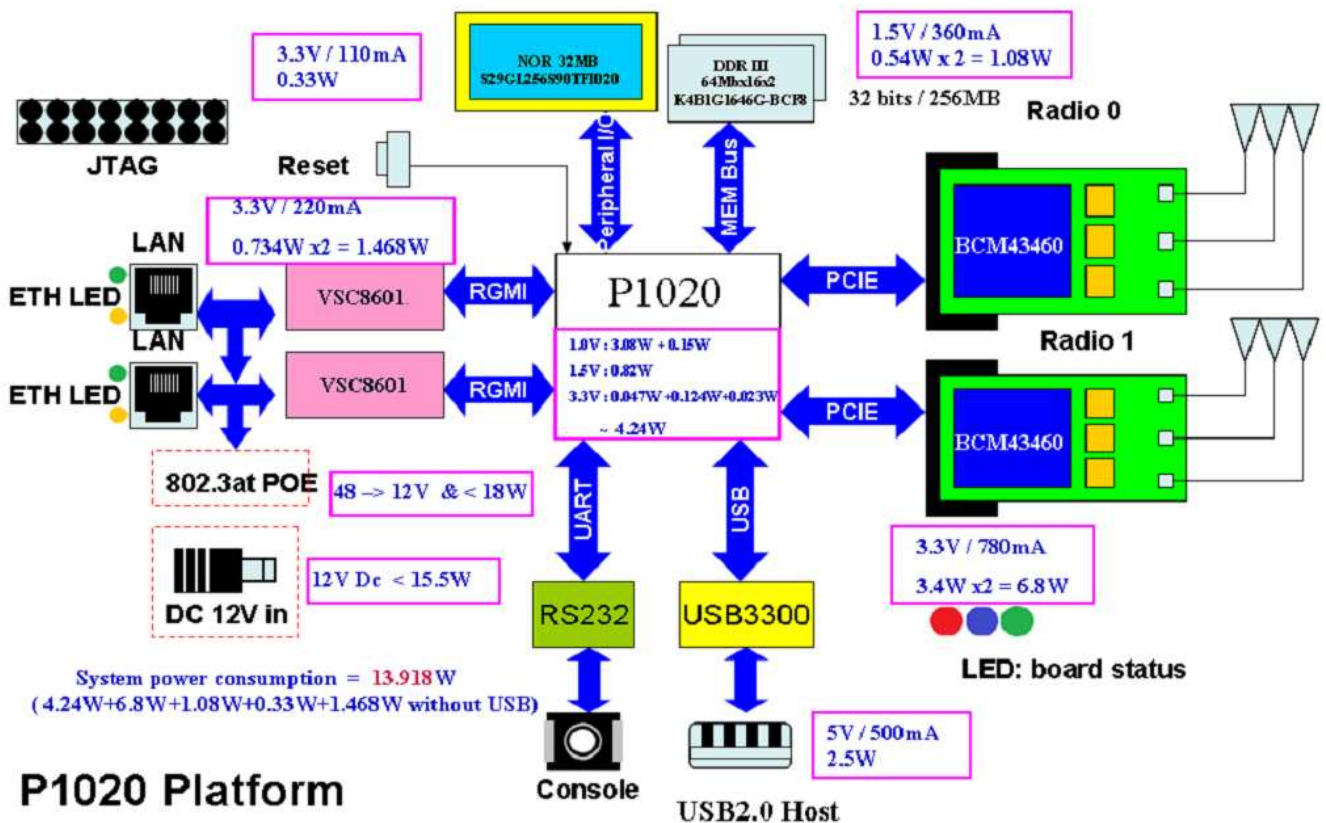 3.3V / 110mA
0.33W
NOR 32MB
S29GL256S90TFI020
DDR III
64Mbx16x2
K4B1G1646G-BCF8
1.5V / 360mA
0.54W x 2 = 1.08W
32 bits / 256MB
Radio 0
JTAG
Reset
Peripheral I/O
MEM Bus
3.3V / 220mA
0.734W x2 = 1.468W
LAN
ETH LED
VSC8601
RGMI
P1020
PCIE
BCM43460
LAN
ETH LED
VSC8601
RGMI
1.0V : 3.08W + 0.15W
1.5V : 0.82W
3.3V : 0.047W +0.124W+0.023W
~ 4.24W
Radio 1
PCIE
BCM43460
802.3at POE
48 –> 12V & < 18W
UART
USB
DC 12V in
12V Dc < 15.5W
3.3V / 780mA
3.4W x2 = 6.8W
RS232
USB3300
LED: board status
System power consumption = 13.918W
( 4.24W+6.8W+1.08W+0.33W+1.468W without USB)
Console
5V / 500mA
2.5W
USB2.0 Host
P1020 Platform